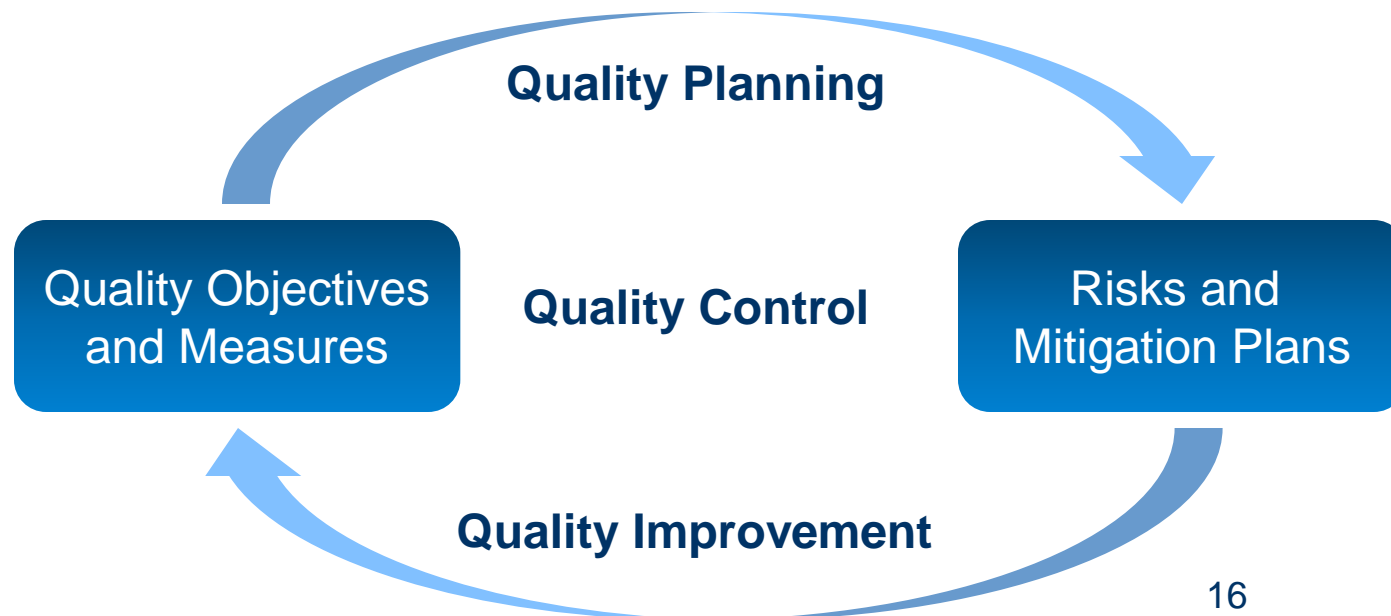 Quality Planning
Quality Objectives
and Measures
Quality Control
Risks and
Mitigation Plans
Quality Improvement
16